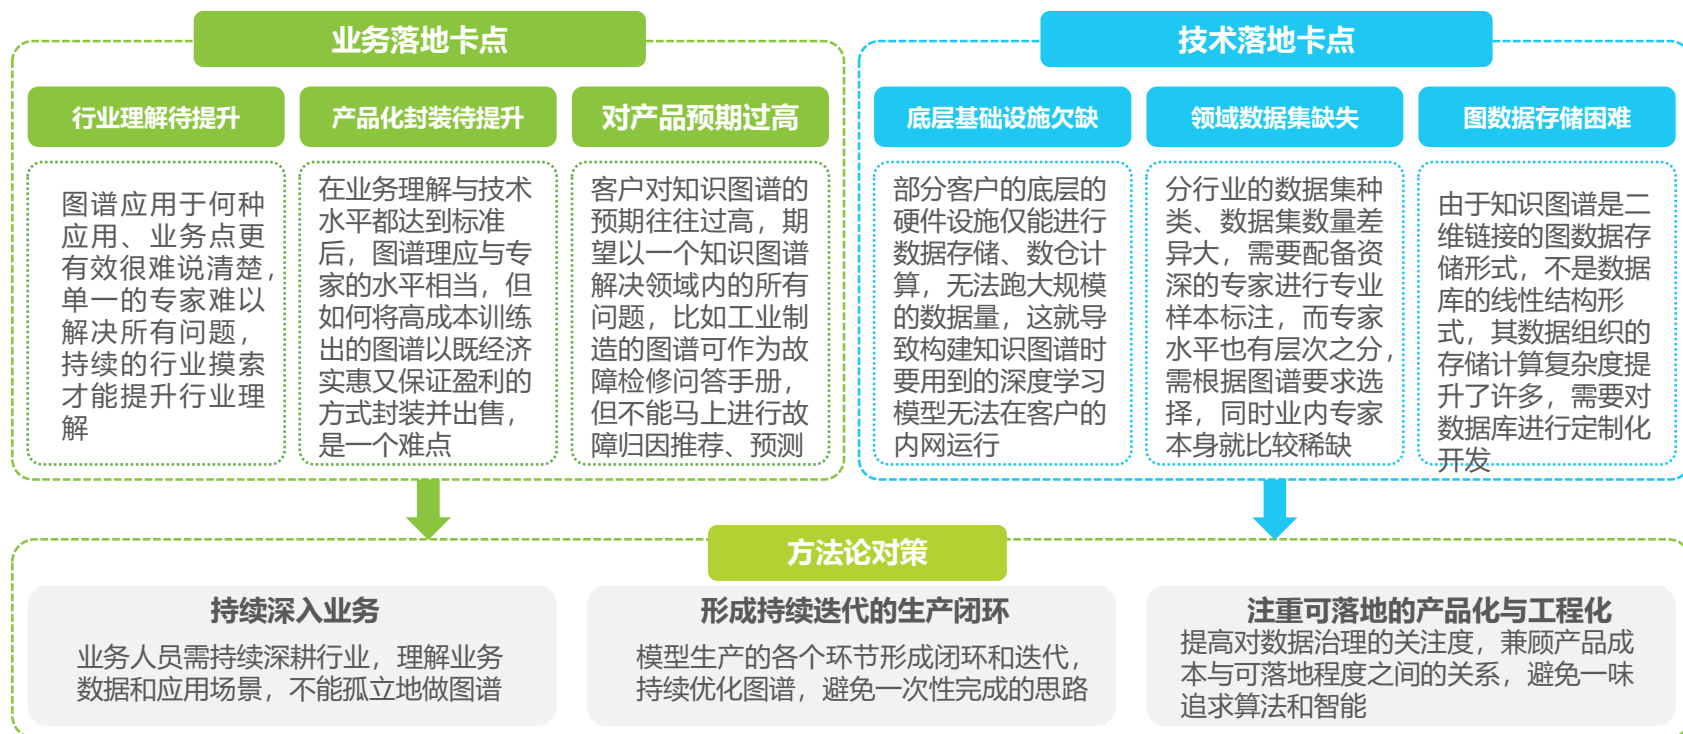 业务落地卡点
行业理解待提升
图谱应用于何种
应用、业务点更
有效很难说清楚，
单一的专家难以
解决所有问题，
持续的行业摸索
才能提升行业理
解
产品化封装待提升
在业务理解与技术
水平都达到标准
后，图谱理应与专
家的水平相当，但
如何将高成本训练
出的图谱以既经济
实惠又保证盈利的
方式封装并出售，
是一个难点
对产品预期过高
客户对知识图谱的
预期往往过高，期
望以一个知识图谱
解决领域内的所有
问题，比如工业制
造的图谱可作为故
障检修问答手册，
但不能马上进行故
障归因推荐、预测
技术落地卡点
底层基础设施欠缺
部分客户的底层的
硬件设施仅能进行
数据存储、数仓计
算，无法跑大规模
的数据量，这就导
致构建知识图谱时
要用到的深度学习
模型无法在客户的
内网运行
领域数据集缺失
分行业的数据集种
类、数据集数量差
异大，需要配备资
深的专家进行专业
样本标注，而专家
水平也有层次之分，
需根据图谱要求选
择，同时业内专家
本身就比较稀缺
图数据存储困难
由于知识图谱是二
维链接的图数据存
储形式，不是数据
库的线性结构形
式，其数据组织的
存储计算复杂度提
升了许多，需要对
数据库进行定制化
开发
方法论对策
持续深入业务
业务人员需持续深耕行业，理解业务
数据和应用场景，不能孤立地做图谱
形成持续迭代的生产闭环
模型生产的各个环节形成闭环和迭代，
持续优化图谱，避免一次性完成的思路
注重可落地的产品化与工程化
提高对数据治理的关注度，兼顾产品成
本与可落地程度之间的关系，避免一味
追求算法和智能